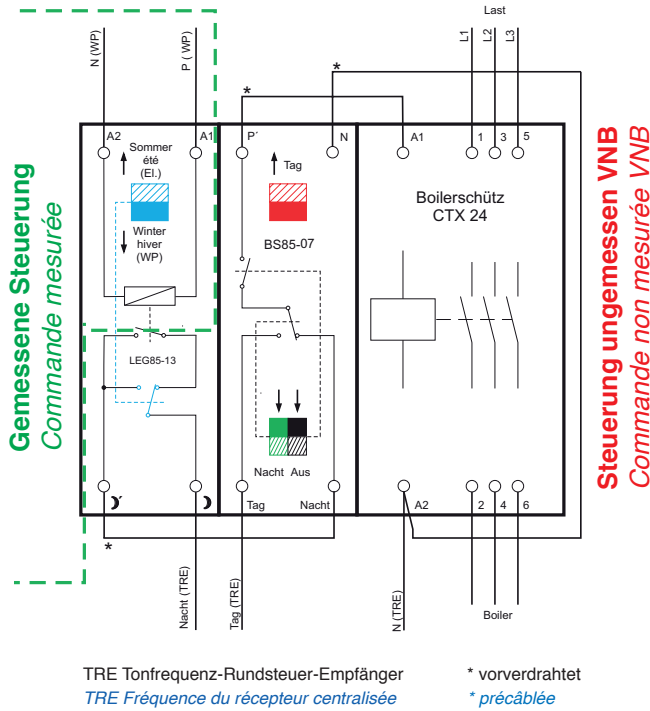 Last
N (WP)
P ( WP)
L1
L2
L3
*
*
A2
A1
P´
N
A1
1
3
5
Sommer
été
(El.)
Winter
hiver
(WP)
Tag
BS85-07
Boilerschütz
CTX 24
LEG85-13
Nacht Aus
Tag
Nacht
A2
2
4
6
*
Nacht (TRE)
Tag (TRE)
N (TRE)
Boiler
Gemessene Steuerung
Commande mesurée
Steuerung ungemessen VNB
Commande non mesurée VNB
TRE Tonfrequenz-Rundsteuer-Empfänger
* vorverdrahtet
TRE Fréquence du récepteur centralisée
* précâblée